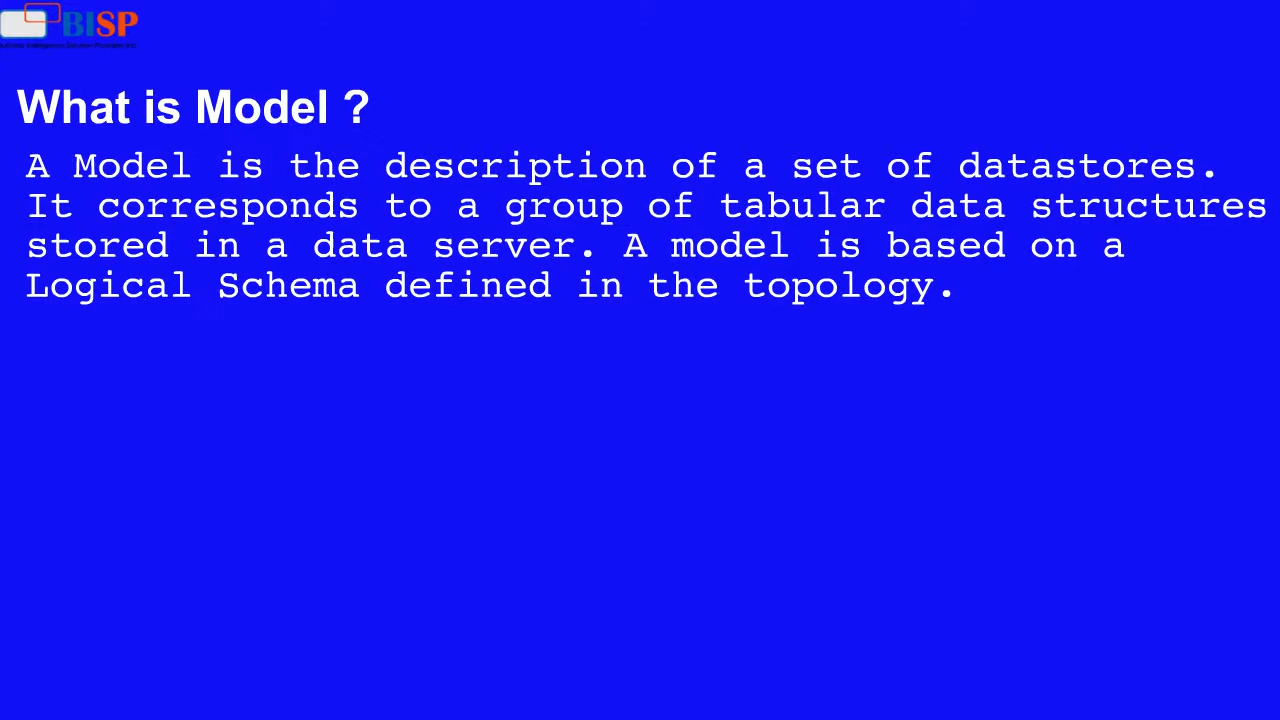 BISP
What is Model ?
A Model is the description of a set of datastores.
It corresponds to a group of tabular data structures
stored in a data server. A model is based on a
Logical Schema defined in the topology.